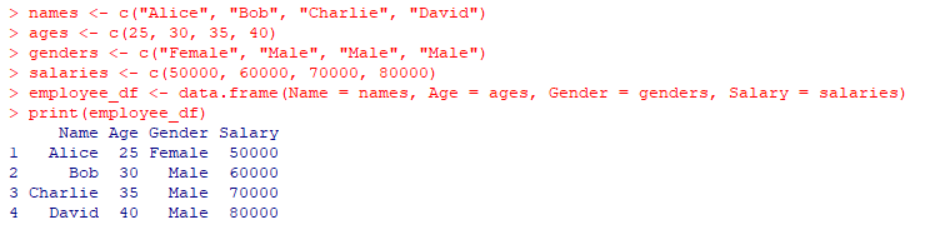 > names <- c("Alice", "Bob", "Charlie", "David")
> ages <- c(25, 30, 35, 40)
> genders <- c("Female", "Male", "Male", "Male")
> salaries <- c(50000, 60000, 70000, 80000)
> employee_df <- data.frame(Name = names, Age = ages, Gender = genders, Salary = salaries)
> print(employee_df)
     Name Age Gender Salary
1   Alice  25 Female  50000
2     Bob  30   Male  60000
3 Charlie  35   Male  70000
4   David  40   Male  80000